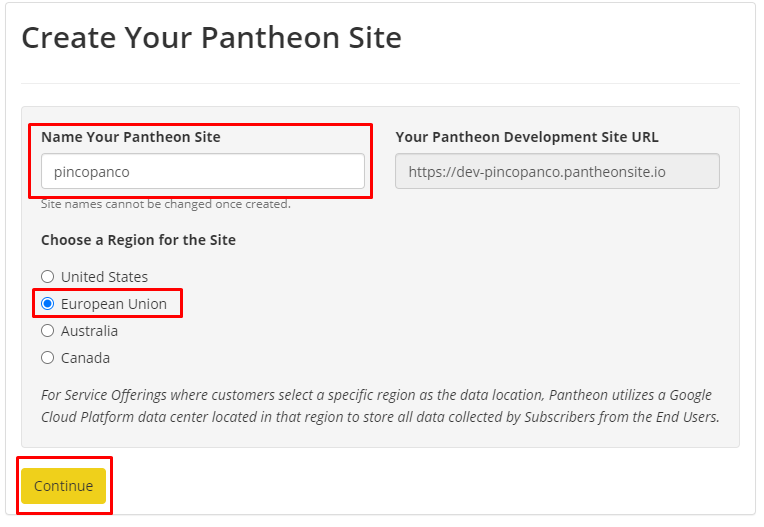 Create Your Pantheon Site
Name Your Pantheon Site
pincopanco
Site names cannot be changed once created.
Your Pantheon Development Site URL
https://dev-pincopanco.pantheonsite.io
Choose a Region for the Site
United States
European Union
Australia
Canada
For Service Offerings where customers select a specific region as the data location, Pantheon utilizes a Google
Cloud Platform data center located in that region to store all data collected by Subscribers from the End Users.
Continue